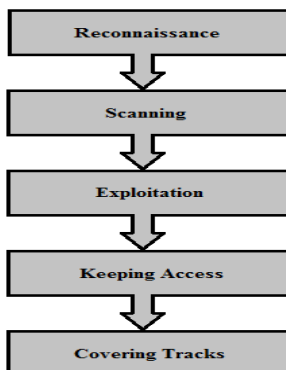 Reconnaissance
Scanning
Exploitation
Keeping Access
Covering Tracks